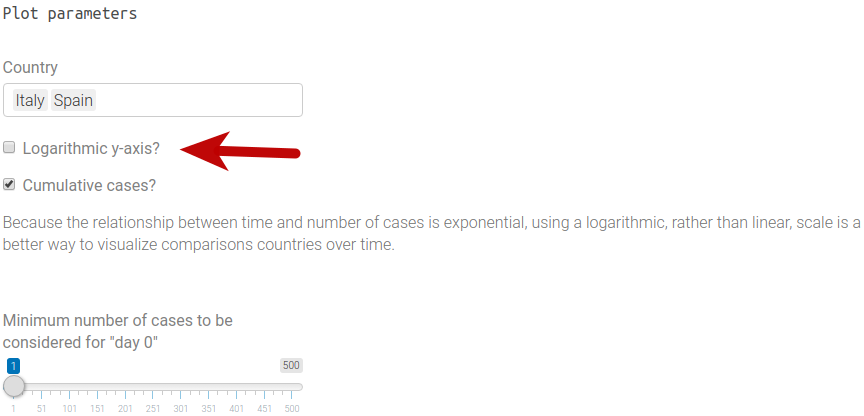 Plot parameters
Country
Italy Spain
Logarithmic y-axis?
Cumulative cases?
Because the relationship between time and number of cases is exponential, using a logarithmic, rather than linear, scale is a
better way to visualize comparisons countries over time.
Minimum number of cases to be
considered for "day 0"
1 500
1 51 101 151 201 251 301 351 401 451 500